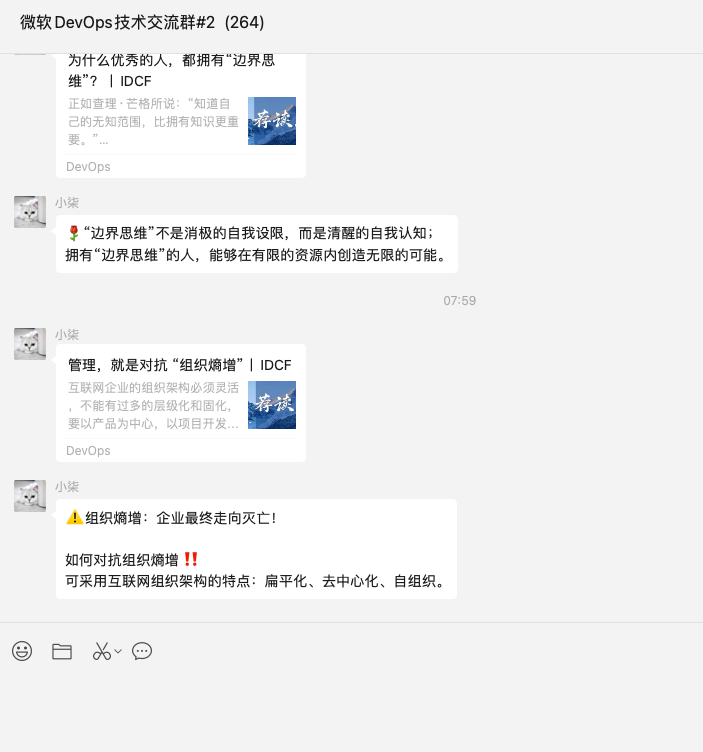 微软DevOps技术交流群#2 (264)
为什么优秀的人，都拥有“边界思
维”？ | IDCF
正如查理·芒格所说：“知道自
己的无知范围，比拥有知识更重
要。”...
荐读
DevOps
小柒
🌹“边界思维”不是消极的自我设限，而是清醒的自我认知；
拥有“边界思维”的人，能够在有限的资源内创造无限的可能。
07:59
小柒
管理，就是对抗 “组织熵增” | IDCF
互联网企业的组织架构必须灵活
，不能有过多的层级化和固化，
要以产品为中心，以项目开发...
荐读
DevOps
小柒
⚠️组织熵增：企业最终走向灭亡！
如何对抗组织熵增 ‼️
可采用互联网组织架构的特点：扁平化、去中心化、自组织。